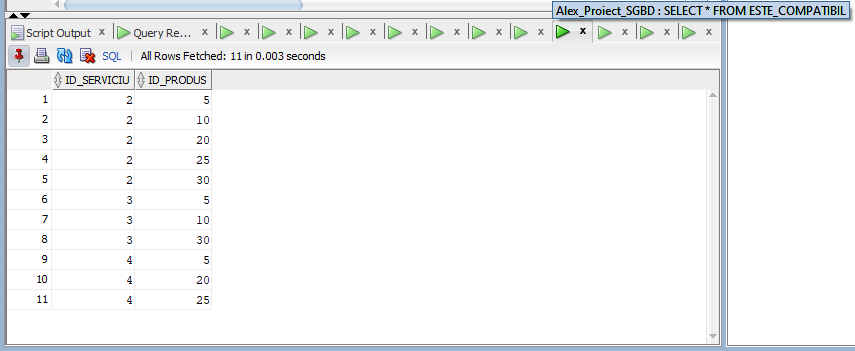 Alex_Proiect_SGBD : SELECT * FROM ESTE_COMPATIBIL
Script Output x Query Re... x x x x x x x x x x x x x
SQL | All Rows Fetched: 11 in 0.003 seconds
ID_SERVICIU ID_PRODUS
1 2 5
2 2 10
3 2 20
4 2 25
5 2 30
6 3 5
7 3 10
8 3 30
9 4 5
10 4 20
11 4 25